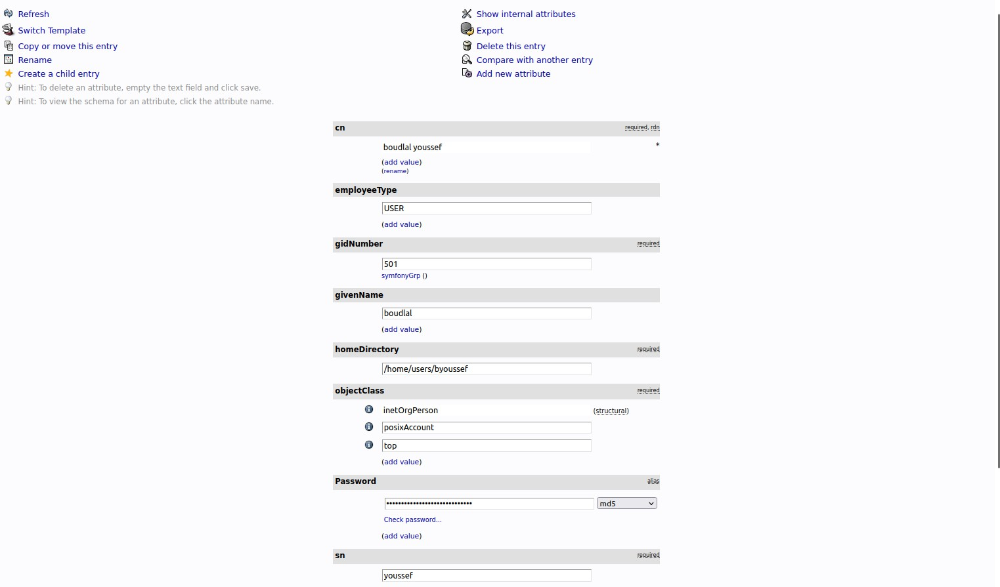 Refresh
Switch Template
Copy or move this entry
Rename
Create a child entry
Hint: To delete an attribute, empty the text field and click save.
Hint: To view the schema for an attribute, click the attribute name.
Show internal attributes
Export
Delete this entry
Compare with another entry
Add new attribute
cn required, rdn
boudlal youssef *
(add value)
(rename)
employeeType
USER
(add value)
gidNumber required
501
symfonyGrp ()
givenName
boudlal
(add value)
homeDirectory required
/home/users/byoussef
objectClass required
inetOrgPerson (structural)
posixAccount
top
(add value)
Password alias
••••••••••••••••••••••••••••• md5
Check password...
(add value)
sn required
youssef